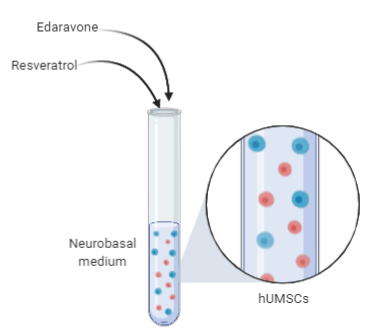 Edaravone
Resveratrol
Neurobasal
medium
hUMSCs